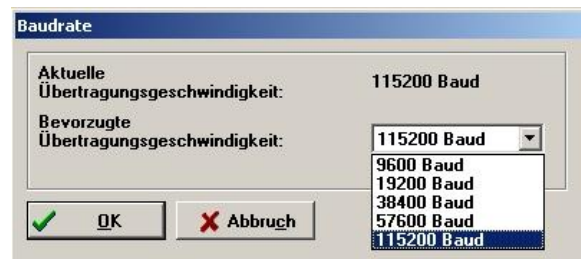 Baudrate
Aktuelle
Übertragungsgeschwindigkeit:
115200 Baud
Bevorzugte
Übertragungsgeschwindigkeit:
115200 Baud
9600 Baud
19200 Baud
38400 Baud
57600 Baud
115200 Baud
OK
Abbruch